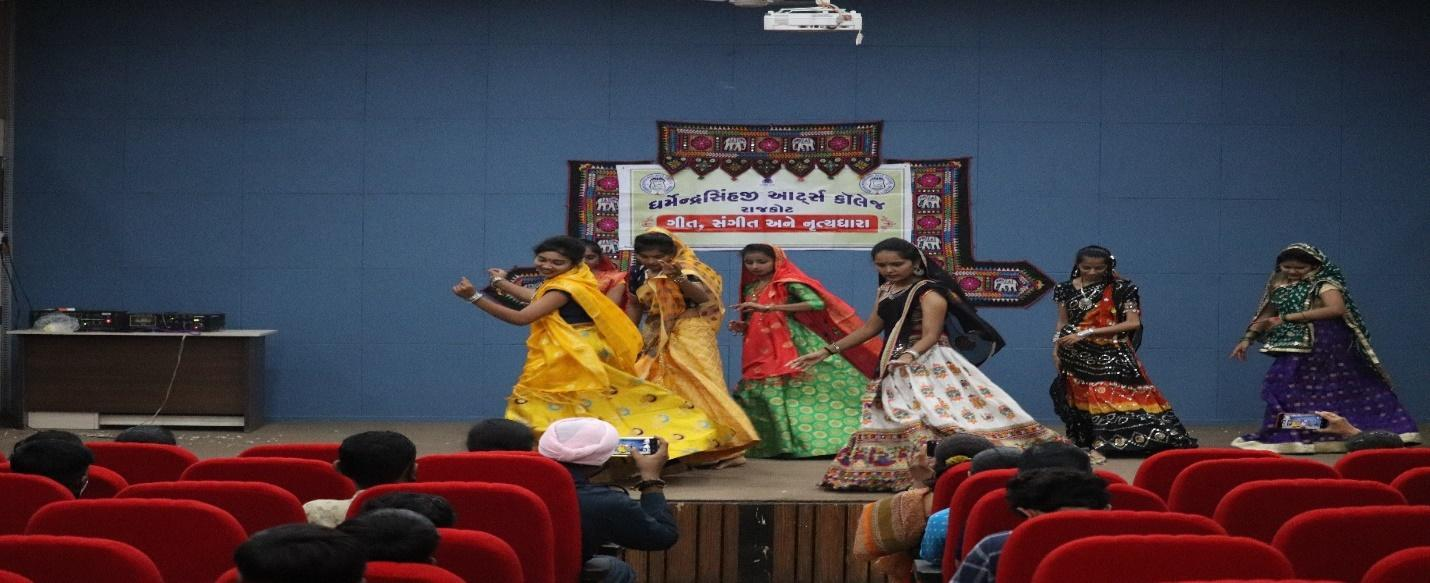 ધર્મેન્દ્રસિંહજી આર્ટ્સ કૉલેજ
રાજકોટ
ગીત, સંગીત અને નૃત્યધારા